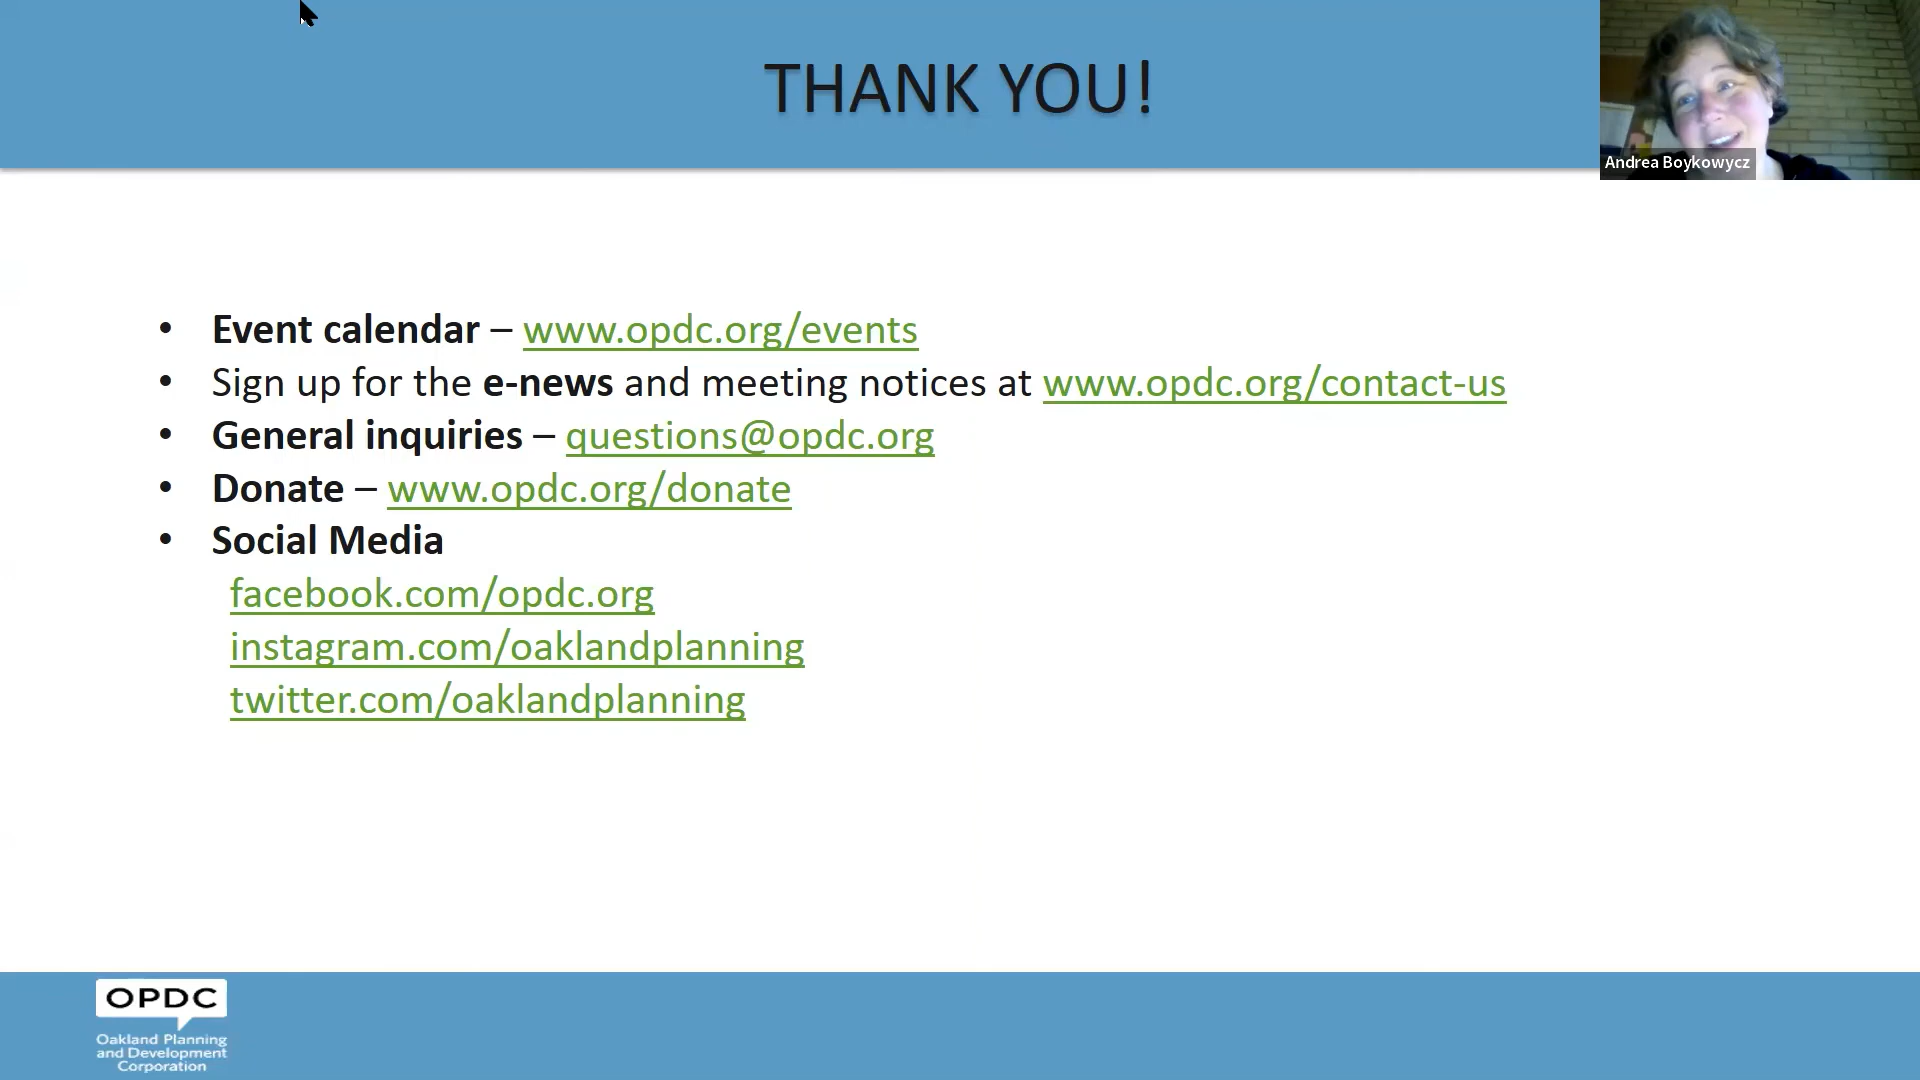 THANK YOU!
Andrea Boykowycz
• Event calendar – www.opdc.org/events
• Sign up for the e-news and meeting notices at www.opdc.org/contact-us
• General inquiries – questions@opdc.org
• Donate – www.opdc.org/donate
• Social Media
facebook.com/opdc.org
instagram.com/oaklandplanning
twitter.com/oaklandplanning
OPDC
Oakland Planning
and Development
Corporation